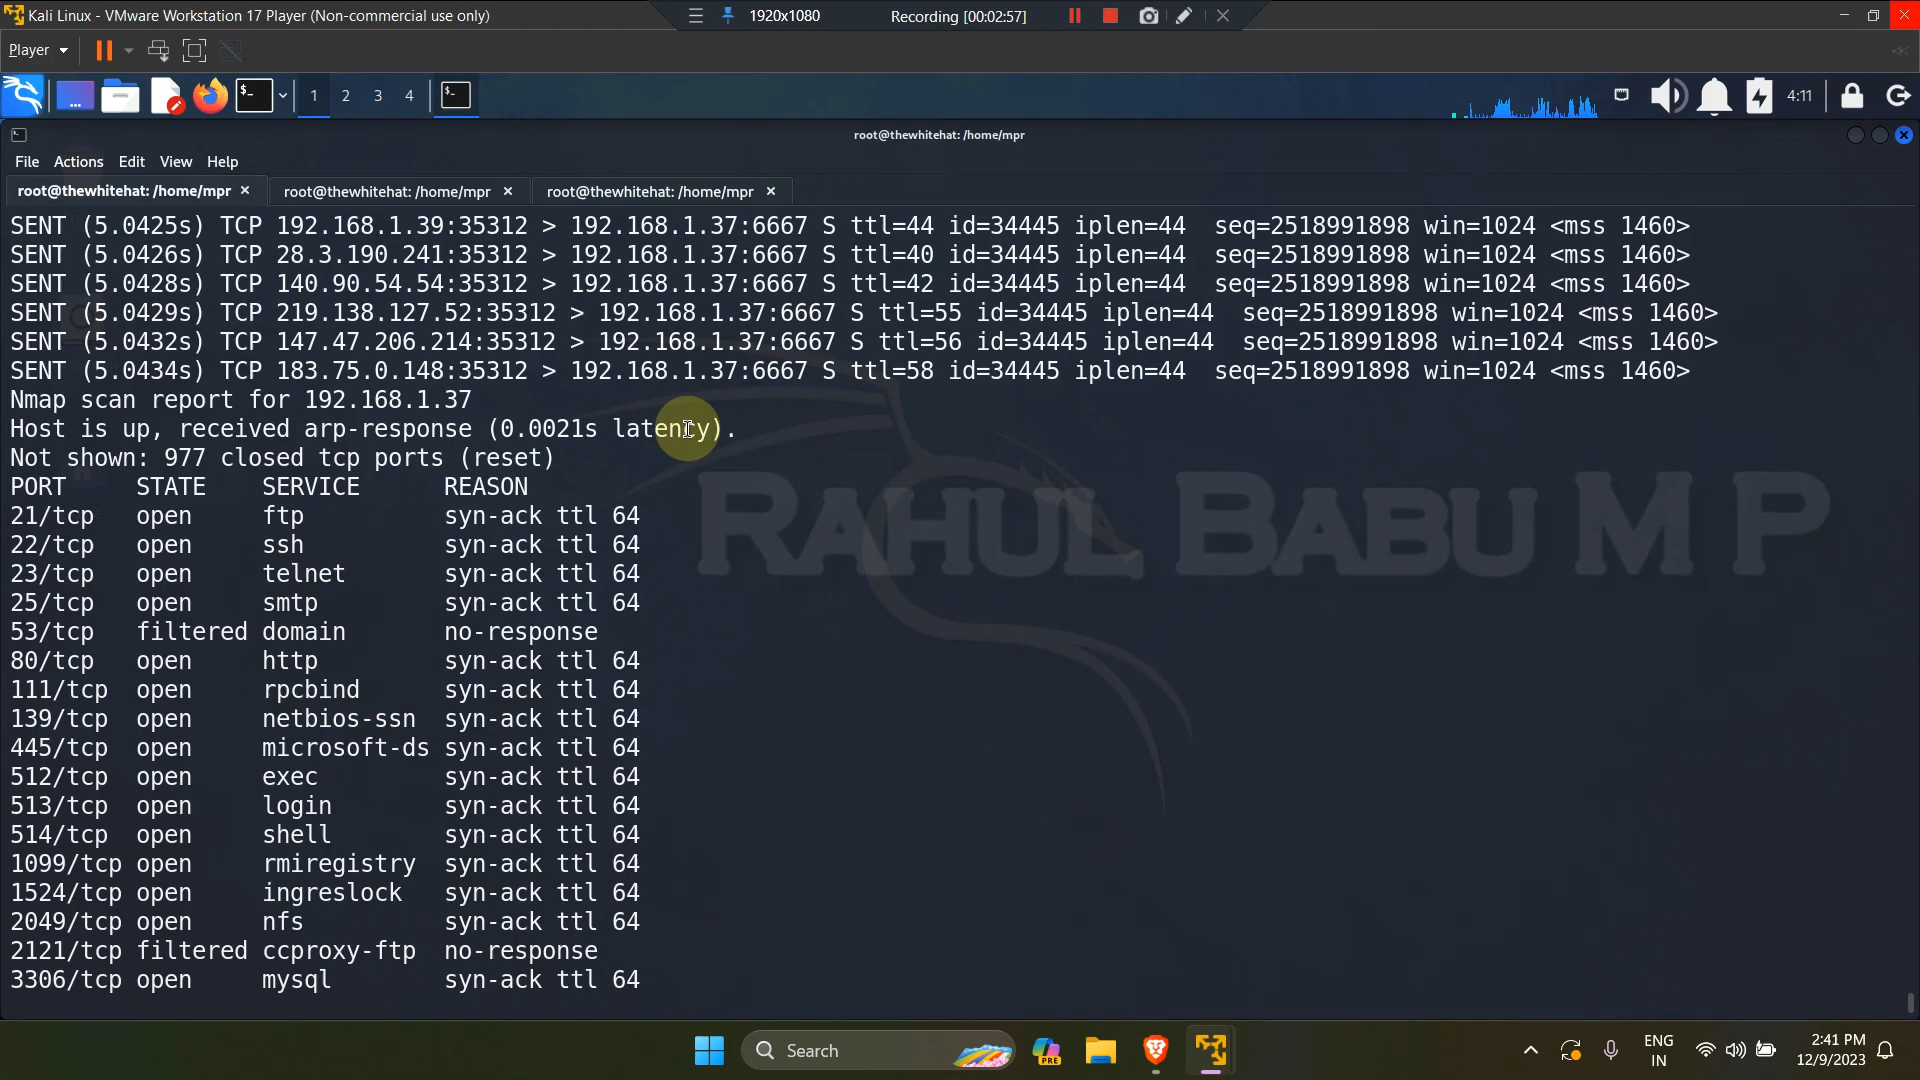 Kali Linux - VMware Workstation 17 Player (Non-commercial use only)
1920x1080
Recording [00:02:57]
Player
$-
1
2
3
4
$-
4:11
root@thewhitehat: /home/mpr
File Actions Edit View Help
root@thewhitehat: /home/mpr
root@thewhitehat: /home/mpr
root@thewhitehat: /home/mpr
SENT (5.0425s) TCP 192.168.1.39:35312 > 192.168.1.37:6667 S ttl=44 id=34445 iplen=44  seq=2518991898 win=1024 <mss 1460>
SENT (5.0426s) TCP 28.3.190.241:35312 > 192.168.1.37:6667 S ttl=40 id=34445 iplen=44  seq=2518991898 win=1024 <mss 1460>
SENT (5.0428s) TCP 140.90.54.54:35312 > 192.168.1.37:6667 S ttl=42 id=34445 iplen=44  seq=2518991898 win=1024 <mss 1460>
SENT (5.0429s) TCP 219.138.127.52:35312 > 192.168.1.37:6667 S ttl=55 id=34445 iplen=44  seq=2518991898 win=1024 <mss 1460>
SENT (5.0432s) TCP 147.47.206.214:35312 > 192.168.1.37:6667 S ttl=56 id=34445 iplen=44  seq=2518991898 win=1024 <mss 1460>
SENT (5.0434s) TCP 183.75.0.148:35312 > 192.168.1.37:6667 S ttl=58 id=34445 iplen=44  seq=2518991898 win=1024 <mss 1460>
Nmap scan report for 192.168.1.37
Host is up, received arp-response (0.0021s latency).
Not shown: 977 closed tcp ports (reset)
PORT     STATE    SERVICE      REASON
21/tcp   open     ftp          syn-ack ttl 64
22/tcp   open     ssh          syn-ack ttl 64
23/tcp   open     telnet       syn-ack ttl 64
25/tcp   open     smtp         syn-ack ttl 64
53/tcp   filtered domain       no-response
80/tcp   open     http         syn-ack ttl 64
111/tcp  open     rpcbind      syn-ack ttl 64
139/tcp  open     netbios-ssn  syn-ack ttl 64
445/tcp  open     microsoft-ds syn-ack ttl 64
512/tcp  open     exec         syn-ack ttl 64
513/tcp  open     login        syn-ack ttl 64
514/tcp  open     shell        syn-ack ttl 64
1099/tcp open     rmiregistry  syn-ack ttl 64
1524/tcp open     ingreslock   syn-ack ttl 64
2049/tcp open     nfs          syn-ack ttl 64
2121/tcp filtered ccproxy-ftp  no-response
3306/tcp open     mysql        syn-ack ttl 64
RAHUL BABU M P
Search
PRE
ENG
IN
2:41 PM
12/9/2023